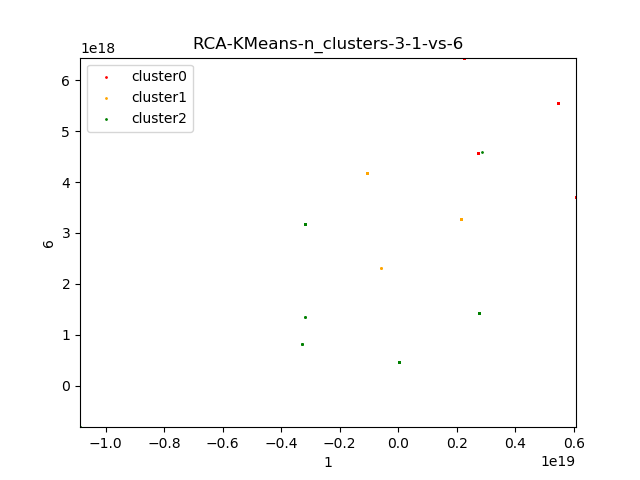 RCA-KMeans-n_clusters-3-1-vs-6
1e18
cluster0
cluster1
cluster2
6
5
4
3
2
1
0
6
−1.0 −0.8 −0.6 −0.4 −0.2 0.0 0.2 0.4 0.6
1
1e19